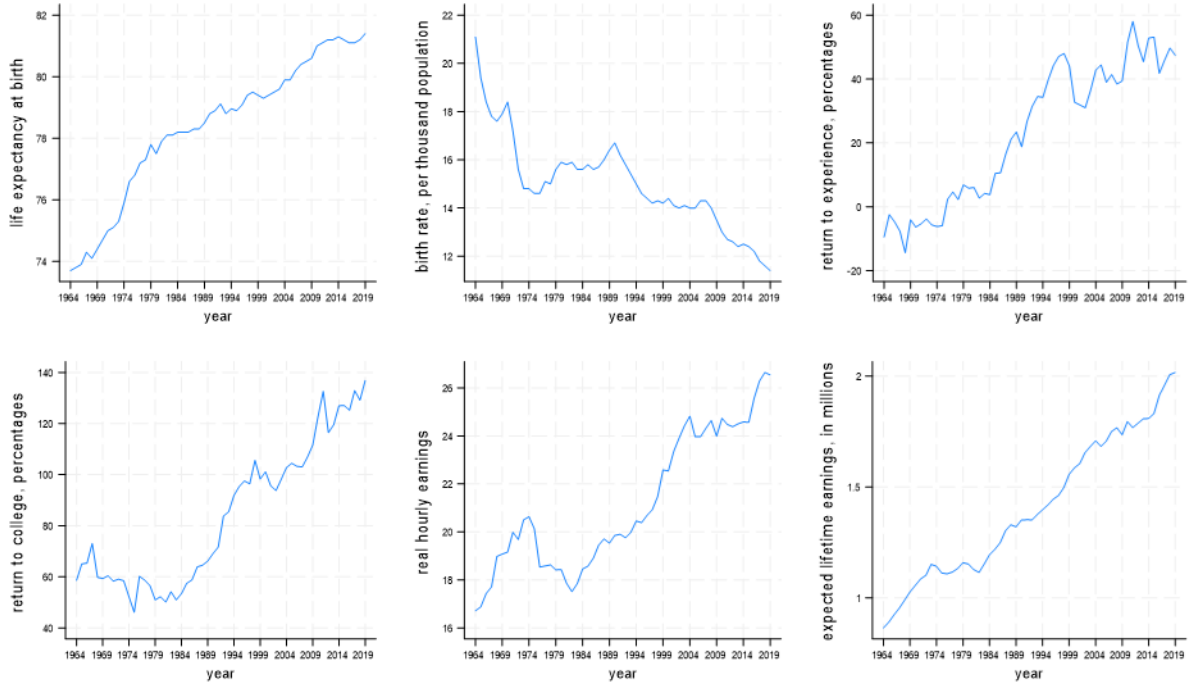 life expectancy at birth
82
80
78
76
74
1964 1969 1974 1979 1984 1989 1994 1999 2004 2009 2014 2019
year
birth rate, per thousand population
22
20
18
16
14
12
1964 1969 1974 1979 1984 1989 1994 1999 2004 2009 2014 2019
year
return to experience, percentages
60
40
20
0
-20
1964 1969 1974 1979 1984 1989 1994 1999 2004 2009 2014 2019
year
return to college, percentages
140
120
100
80
60
40
1964 1969 1974 1979 1984 1989 1994 1999 2004 2009 2014 2019
year
real hourly earnings
26
24
22
20
18
16
1964 1969 1974 1979 1984 1989 1994 1999 2004 2009 2014 2019
year
expected lifetime earnings, in millions
2
1.5
1
1964 1969 1974 1979 1984 1989 1994 1999 2004 2009 2014 2019
year